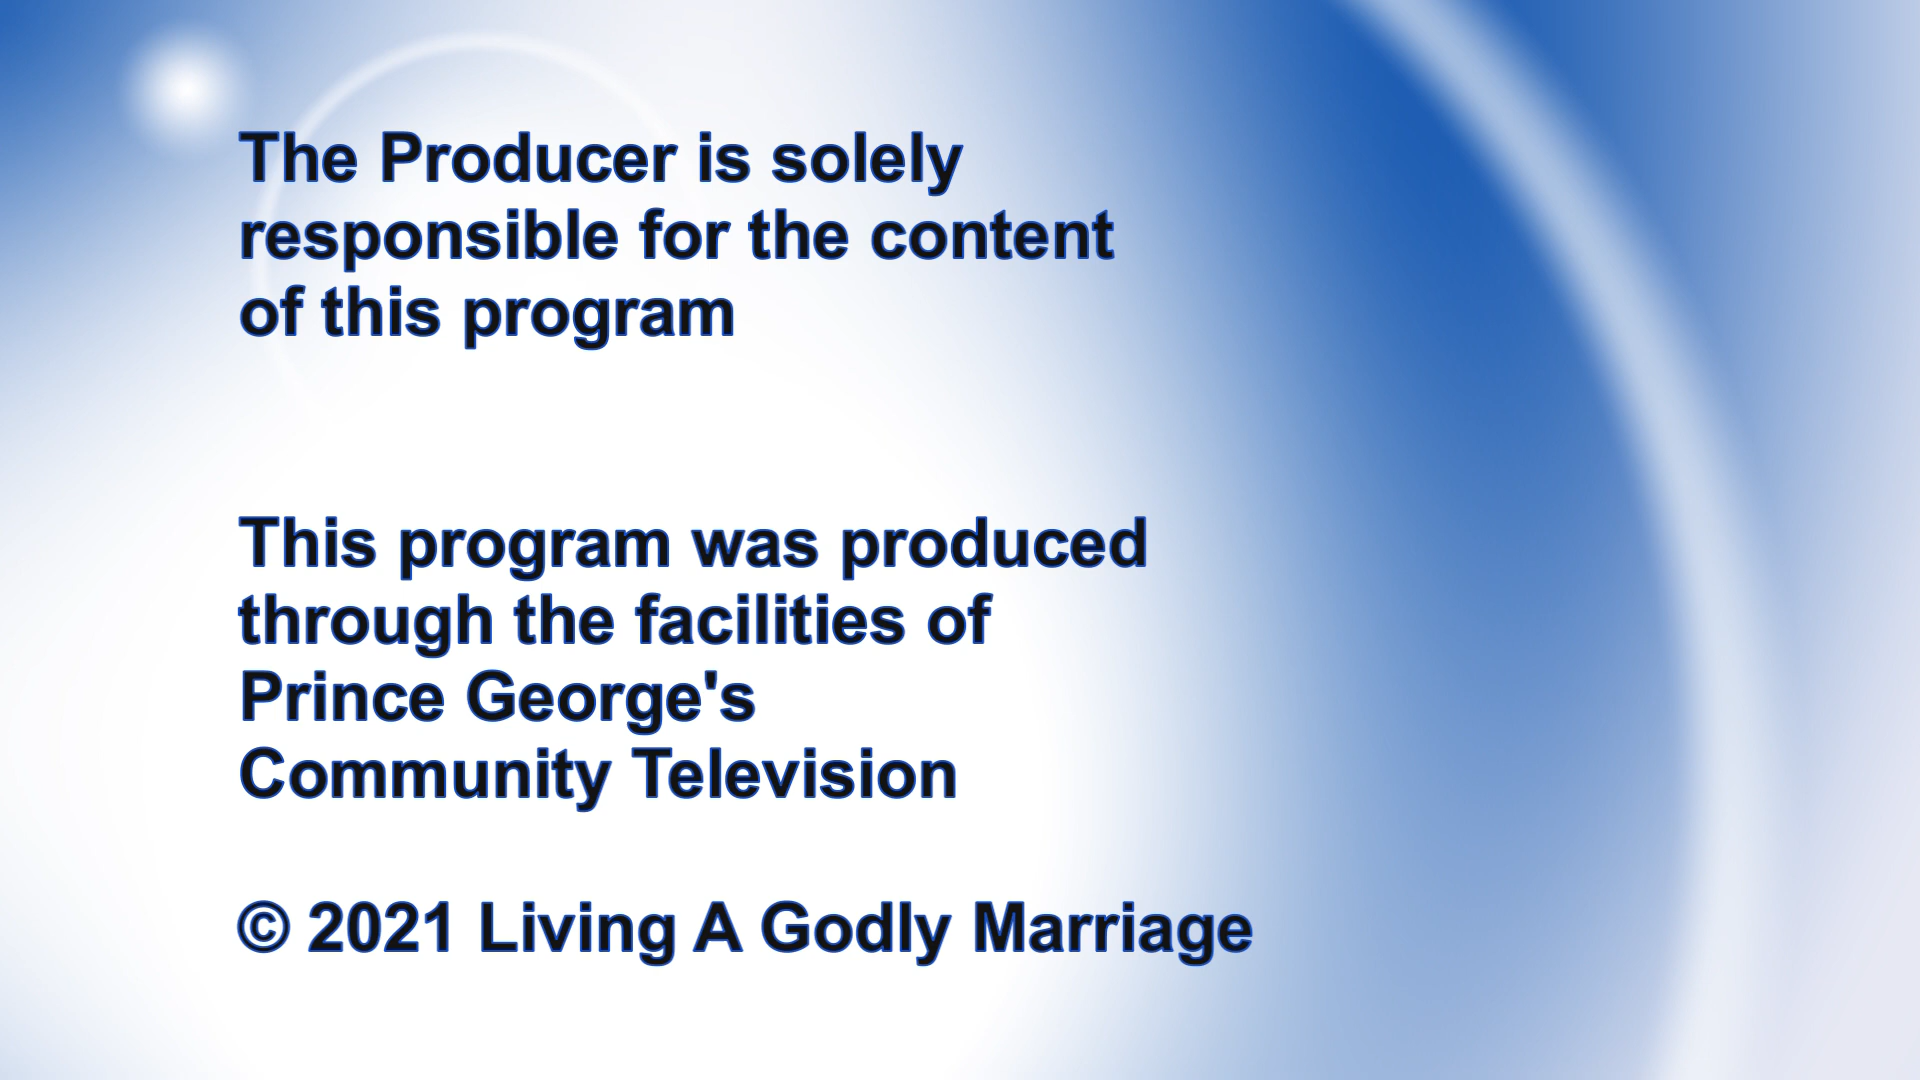 The Producer is solely
responsible for the content
of this program
This program was produced
through the facilities of
Prince George's
Community Television
© 2021 Living A Godly Marriage